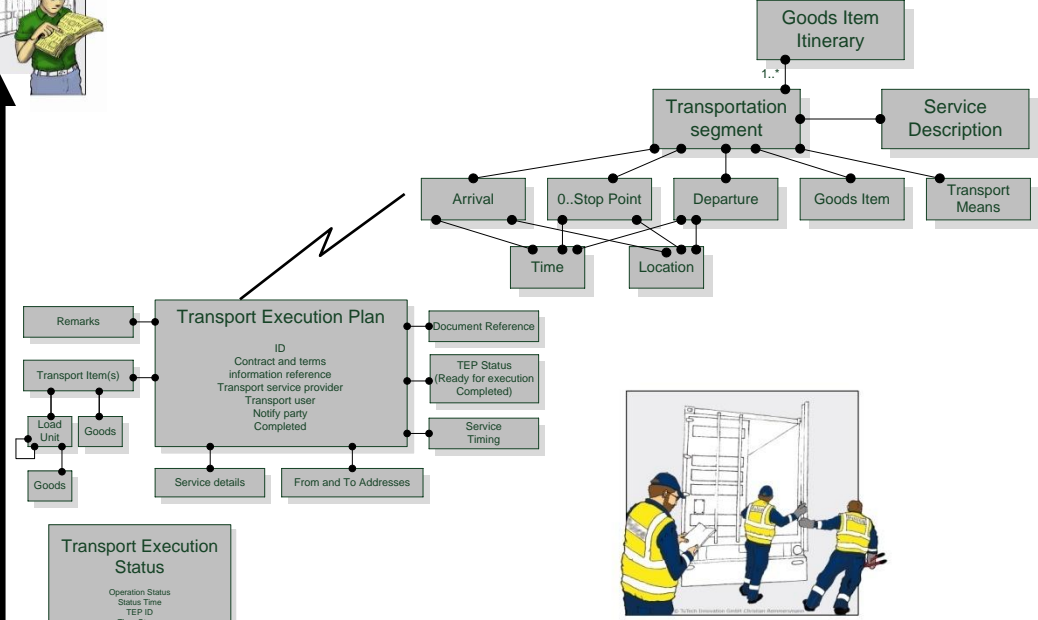 Goods Item
Itinerary
1..*
Transportation
segment
Service
Description
Arrival
0..Stop Point
Departure
Goods Item
Transport
Means
Time
Location
Transport Execution Plan
ID
Contract and terms
information reference
Transport service provider
Transport user
Notify party
Completed
Remarks
Transport Item(s)
Load
Unit
Goods
Goods
Document Reference
TEP Status
(Ready for execution
Completed)
Service
Timing
Service details
From and To Addresses
Transport Execution
Status
Operation Status
Status Time
TEP ID